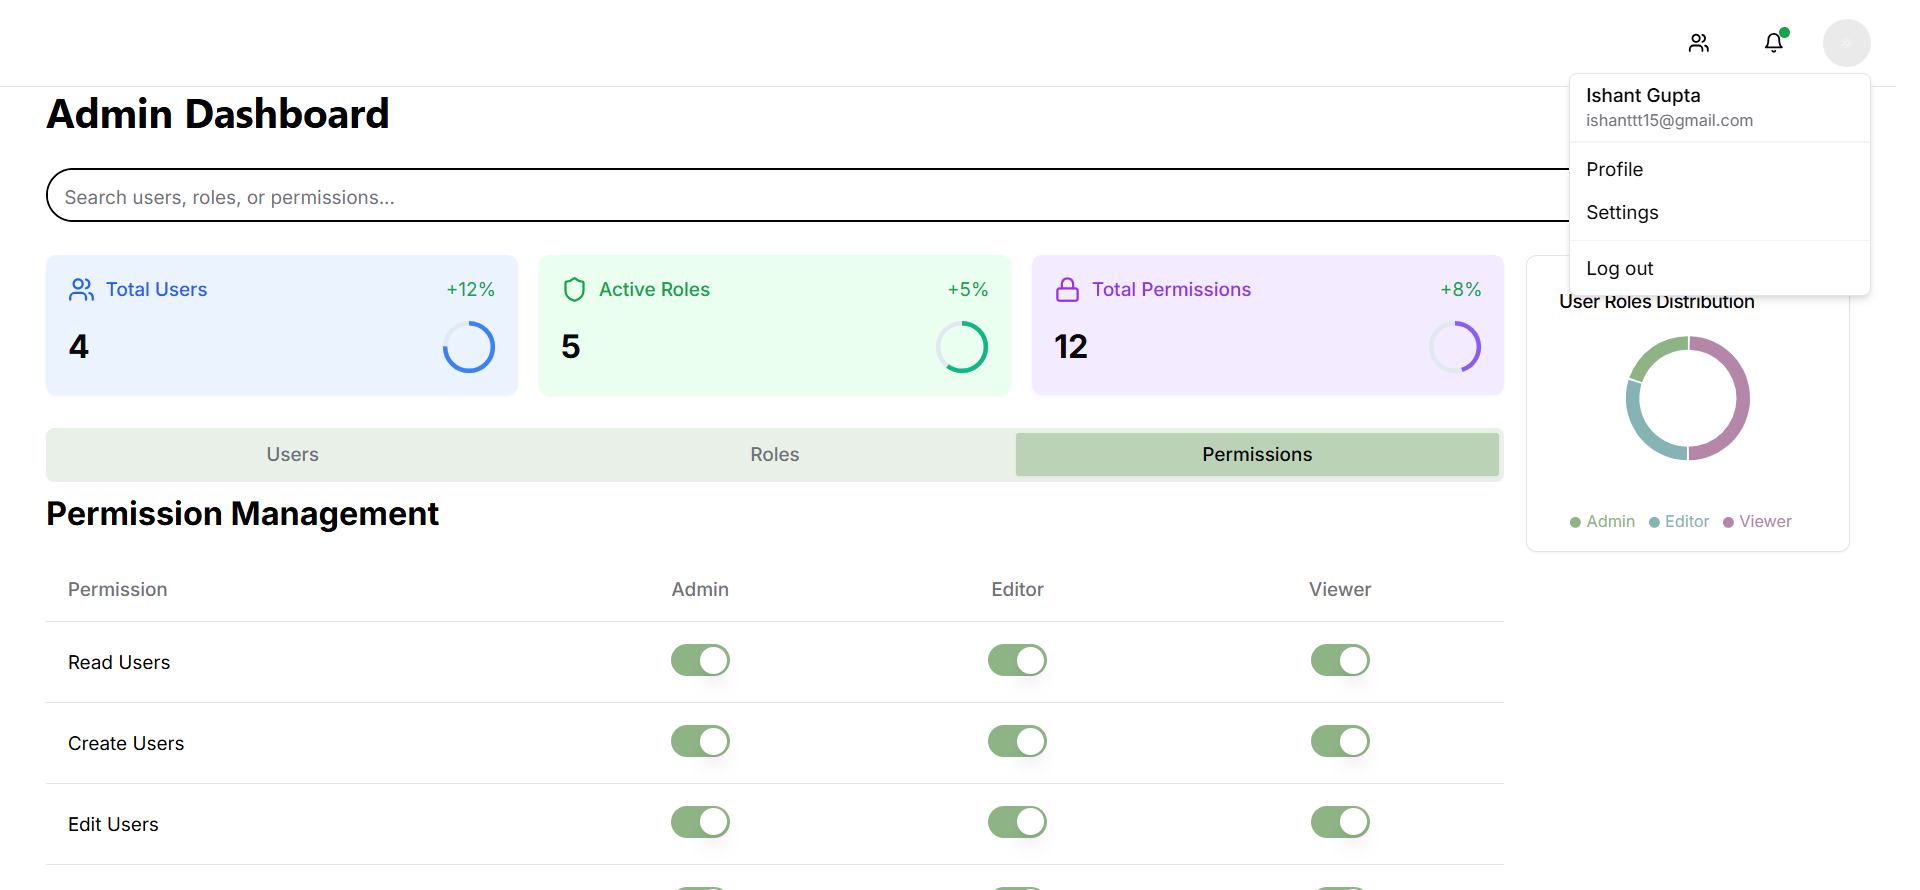 Ishant Gupta
ishanttt15@gmail.com
Profile
Settings
Log out
Admin Dashboard
Search users, roles, or permissions...
Total Users +12%
4
Active Roles +5%
5
Total Permissions +8%
12
User Roles Distribution
Admin Editor Viewer
Users Roles Permissions
Permission Management
Permission Admin Editor Viewer
Read Users
Create Users
Edit Users